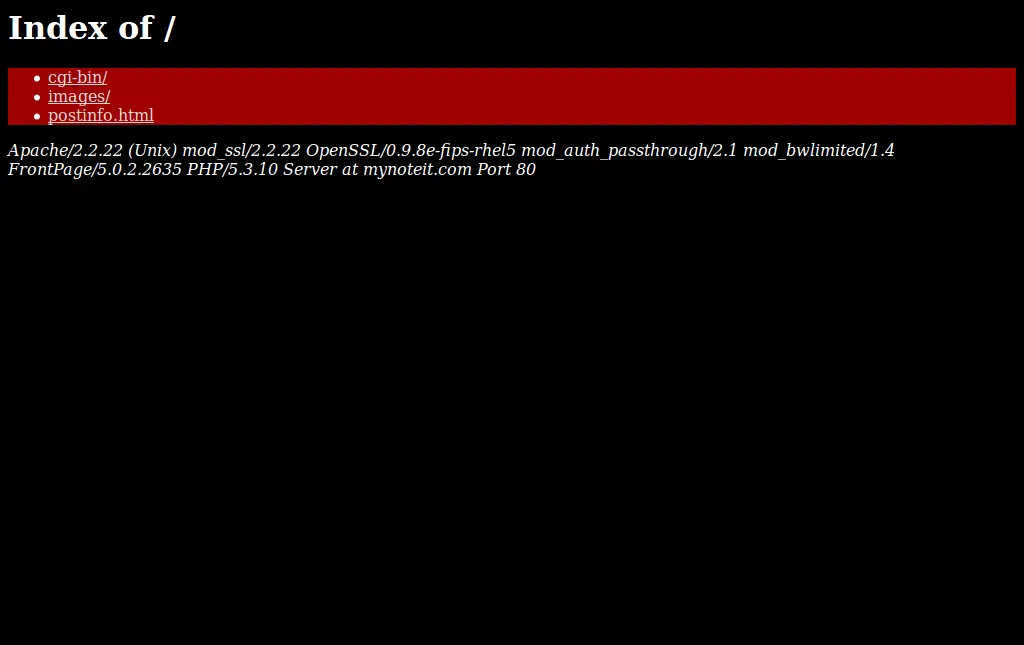 Index of /
cgi-bin/
images/
postinfo.html
Apache/2.2.22 (Unix) mod_ssl/2.2.22 OpenSSL/0.9.8e-fips-rhel5 mod_auth_passthrough/2.1 mod_bwlimited/1.4
FrontPage/5.0.2.2635 PHP/5.3.10 Server at mynoteit.com Port 80